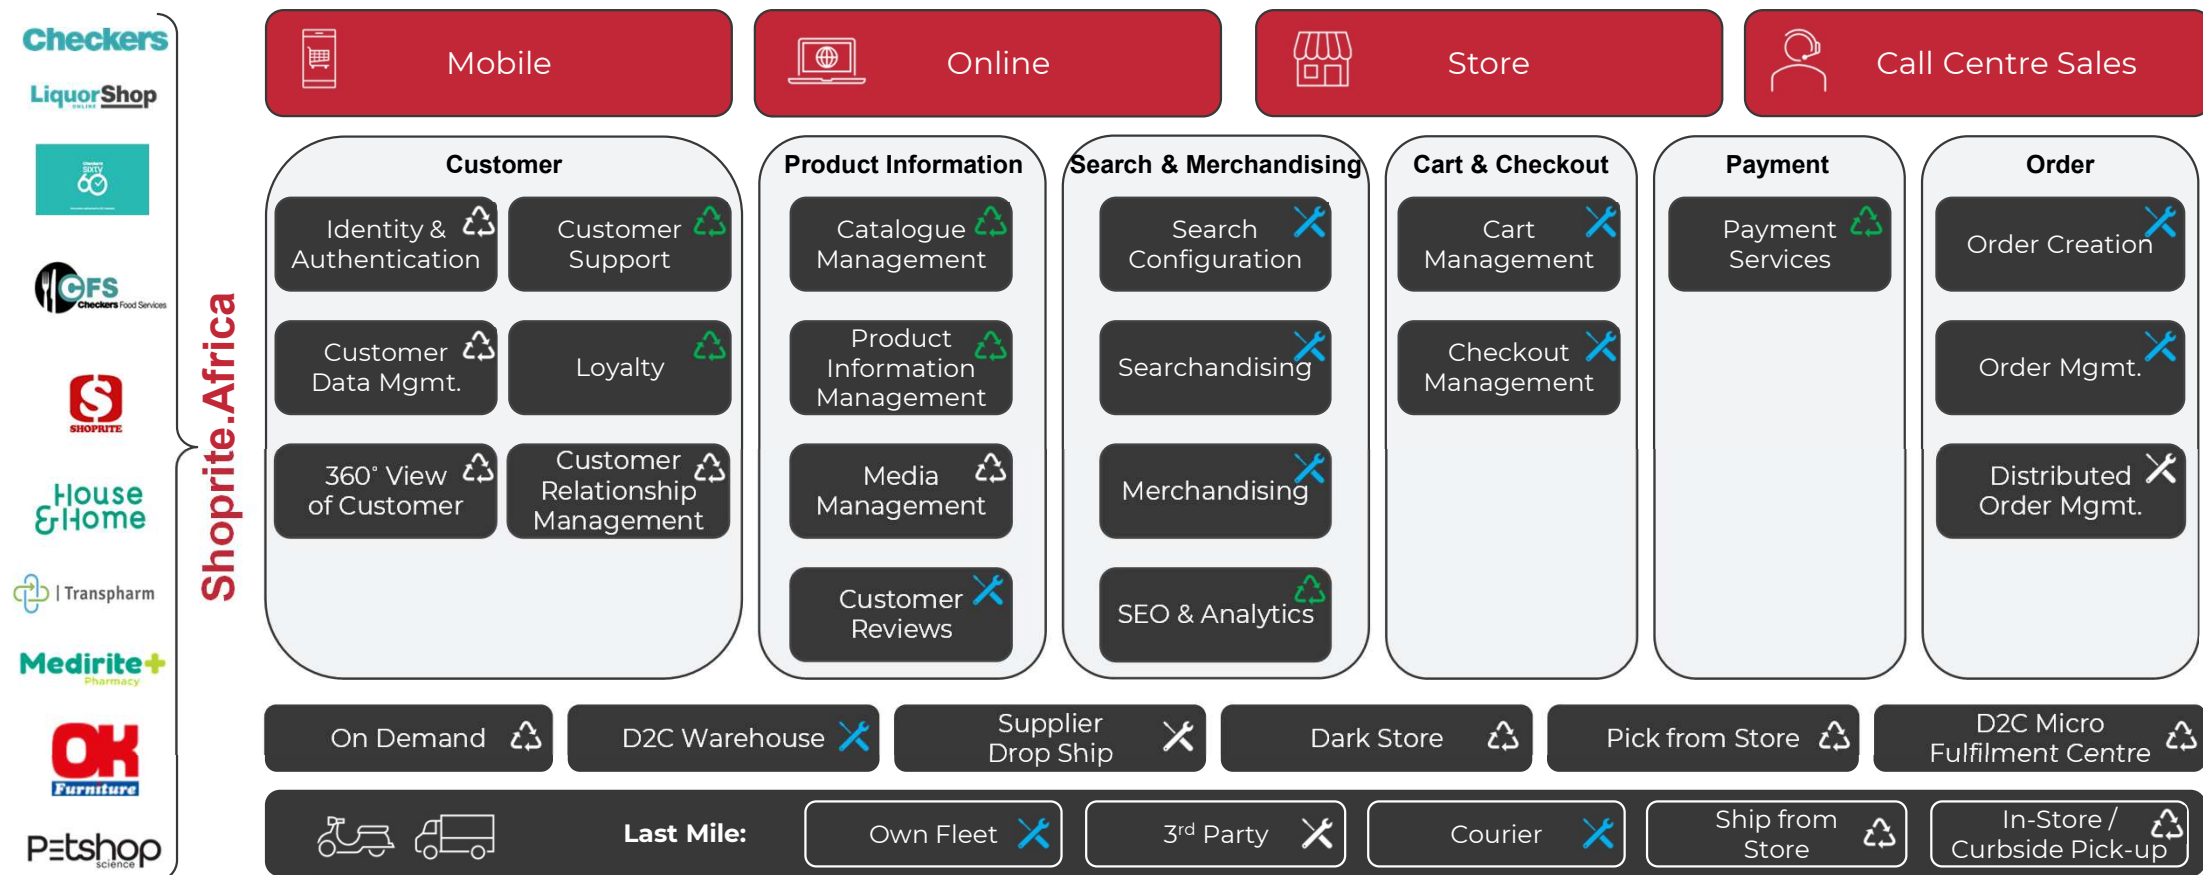 Checkers
LiquorShop
ONLINE
Checkers
SIXTY
60
CFS
Checkers Food Services
S
SHOPRITE
House
&Home
Transpharm
Medirite+
Pharmacy
OK
Furniture
Petshop
science
Shoprite.Africa
Mobile
Online
Store
Call Centre Sales
Customer
Identity &
Authentication
Customer
Support
Customer
Data Mgmt.
Loyalty
360° View
of Customer
Customer
Relationship
Management
Product Information
Catalogue
Management
Product
Information
Management
Media
Management
Customer
Reviews
Search & Merchandising
Search
Configuration
Searchandising
Merchandising
SEO & Analytics
Cart & Checkout
Cart
Management
Checkout
Management
Payment
Payment
Services
Order
Order Creation
Order Mgmt.
Distributed
Order Mgmt.
On Demand
D2C Warehouse
Supplier
Drop Ship
Dark Store
Pick from Store
D2C Micro
Fulfilment Centre
Last Mile:
Own Fleet
3rd Party
Courier
Ship from
Store
In-Store /
Curbside Pick-up